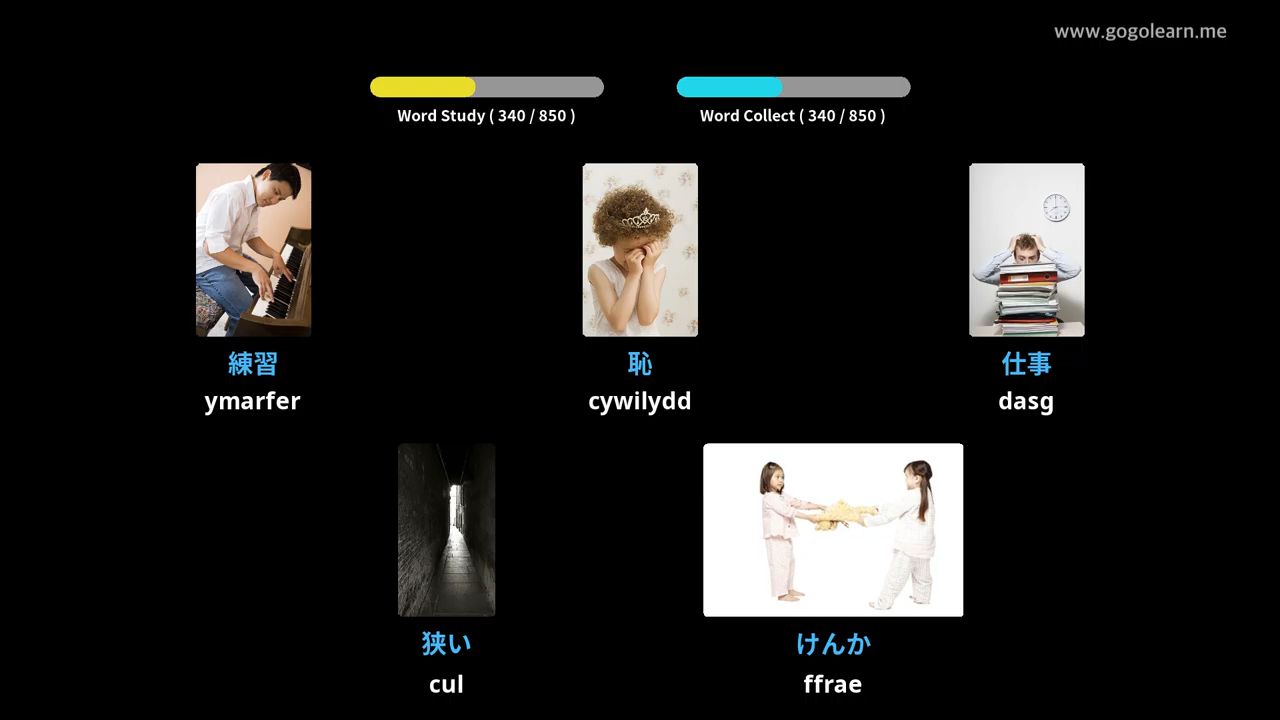 www.gogolearn.me
Word Study ( 340 / 850 )
Word Collect ( 340 / 850 )
練習
ymarfer
恥
cywilydd
仕事
dasg
狭い
cul
けんか
ffrae